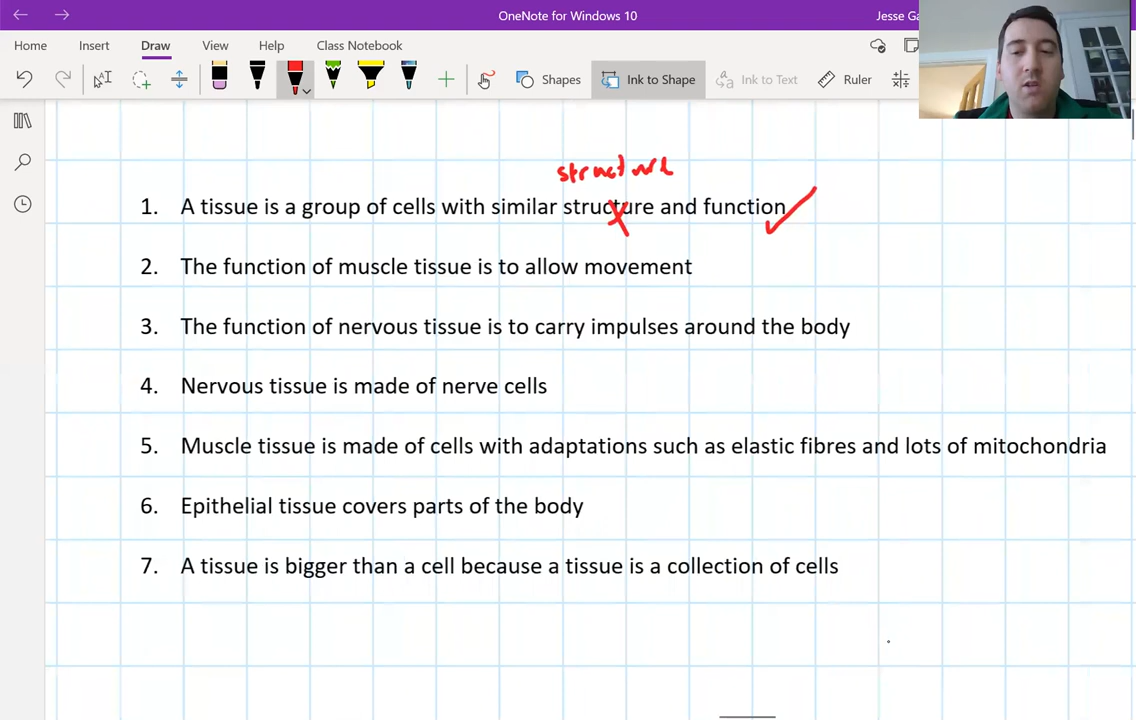 OneNote for Windows 10
Jesse Ga
Home Insert Draw View Help Class Notebook
Shapes Ink to Shape Ink to Text Ruler
structure
1. A tissue is a group of cells with similar structure and function
2. The function of muscle tissue is to allow movement
3. The function of nervous tissue is to carry impulses around the body
4. Nervous tissue is made of nerve cells
5. Muscle tissue is made of cells with adaptations such as elastic fibres and lots of mitochondria
6. Epithelial tissue covers parts of the body
7. A tissue is bigger than a cell because a tissue is a collection of cells